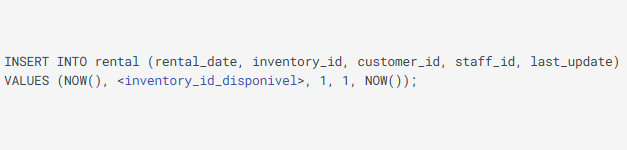 INSERT INTO rental (rental_date, inventory_id, customer_id, staff_id, last_update)
VALUES (NOW(), <inventory_id_disponivel>, 1, 1, NOW());